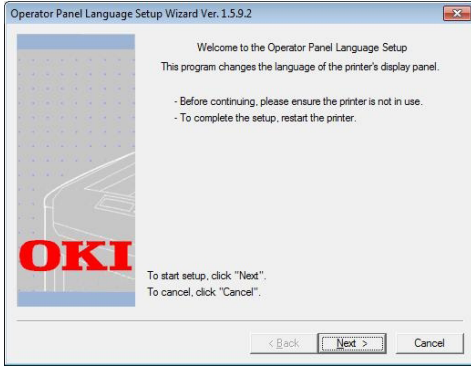 Operator Panel Language Setup Wizard Ver. 1.5.9.2
Welcome to the Operator Panel Language Setup
This program changes the language of the printer's display panel.
- Before continuing, please ensure the printer is not in use.
- To complete the setup, restart the printer.
OKI
To start setup, click "Next".
To cancel, click "Cancel".
< Back
Next >
Cancel